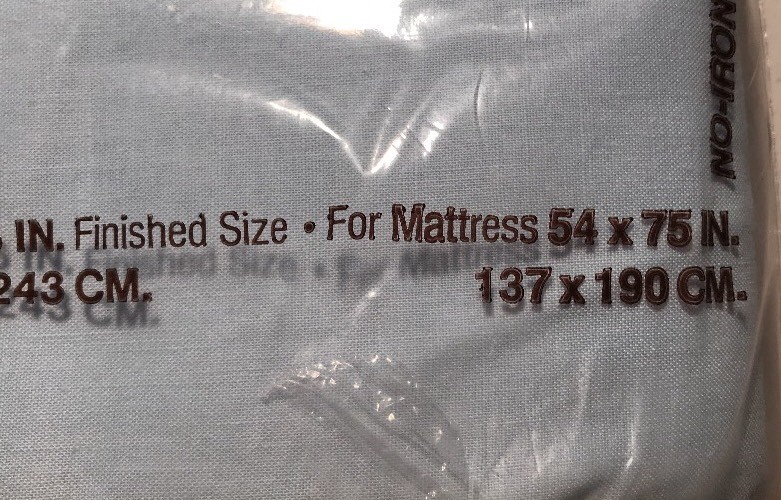 NO-IRON
IN. Finished Size • For Mattress 54 x 75 IN.
243 CM. 137 x 190 CM.